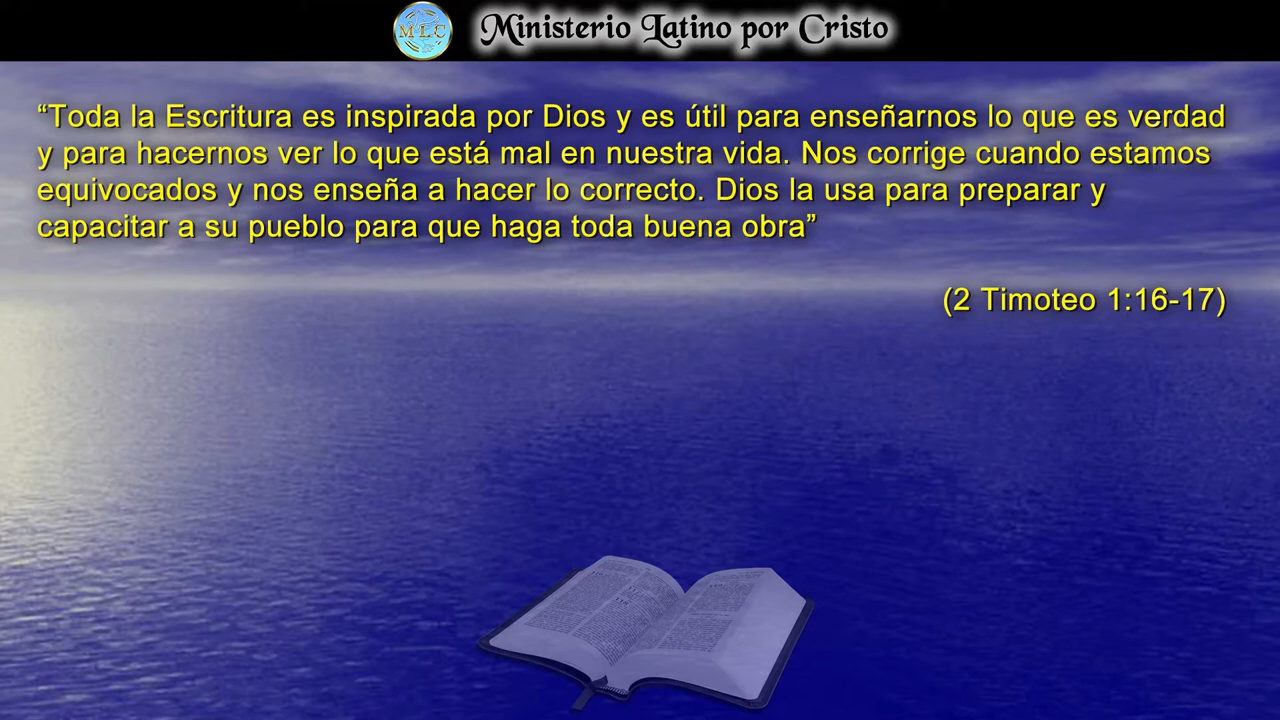 MLC
Ministerio Latino por Cristo
“Toda la Escritura es inspirada por Dios y es útil para enseñarnos lo que es verdad
y para hacernos ver lo que está mal en nuestra vida. Nos corrige cuando estamos
equivocados y nos enseña a hacer lo correcto. Dios la usa para preparar y
capacitar a su pueblo para que haga toda buena obra”
(2 Timoteo 1:16-17)